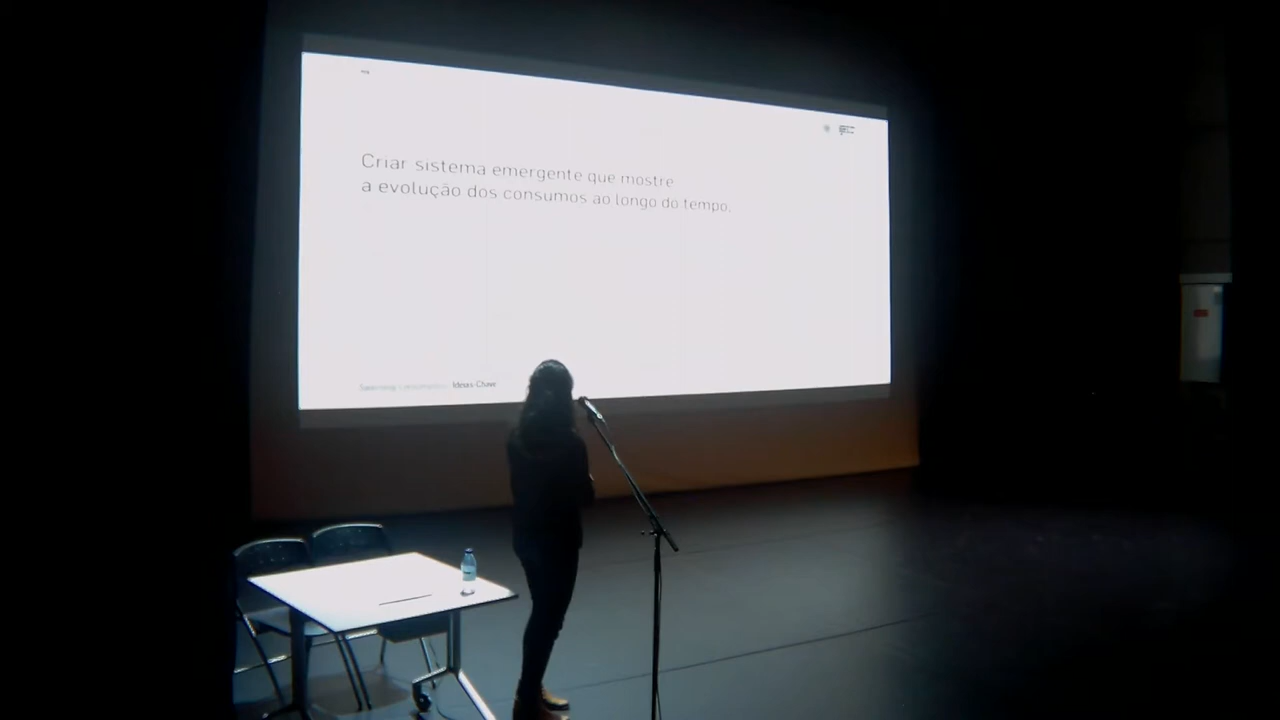 Criar sistema emergente que mostre
a evolução dos consumos ao longo do tempo.
Ideias-Chave